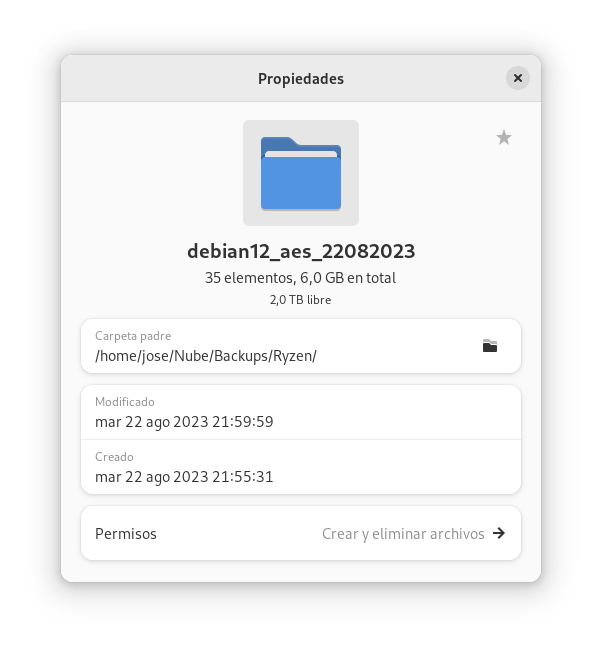 Propiedades
debian12_aes_22082023
35 elementos, 6,0 GB en total
2,0 TB libre
Carpeta padre
/home/jose/Nube/Backups/Ryzen/
Modificado
mar 22 ago 2023 21:59:59
Creado
mar 22 ago 2023 21:55:31
Permisos Crear y eliminar archivos